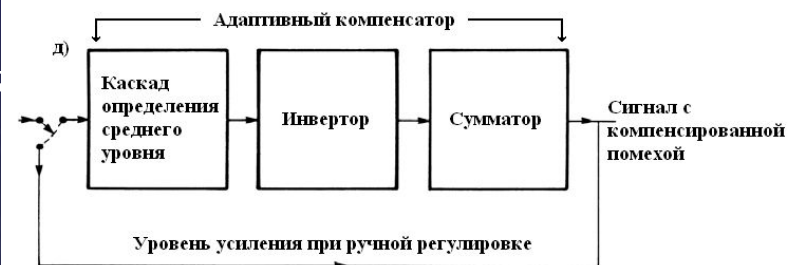 Адаптивный компенсатор
д)
Каскад
определения
среднего
уровня
Инвертор
Сумматор
Сигнал с
компенсированной
помехой
Уровень усиления при ручной регулировке